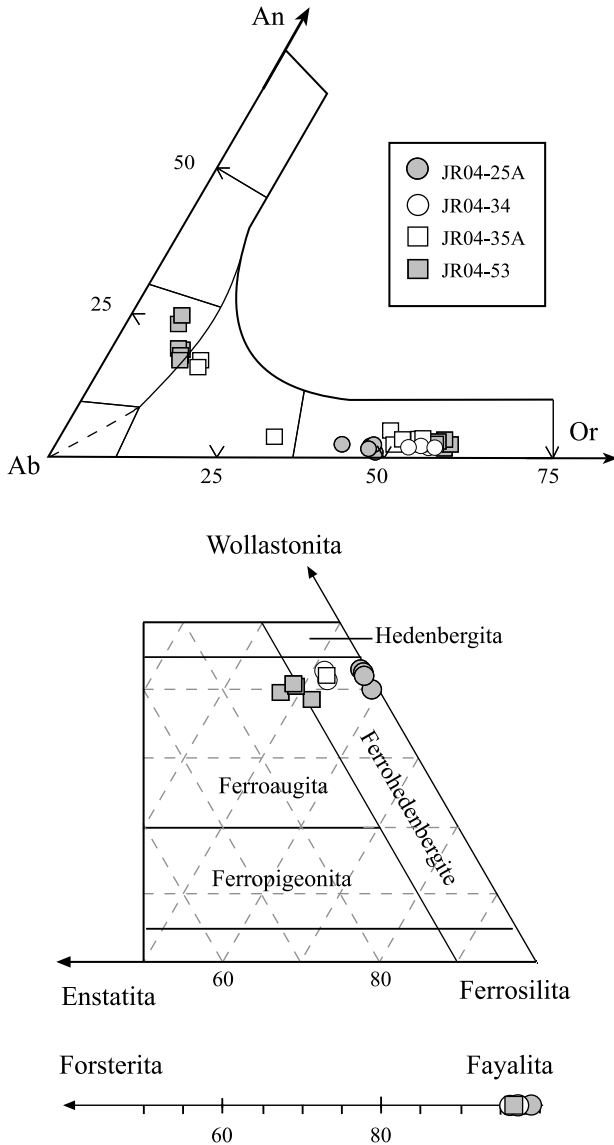 An
50
JR04-25A
JR04-34
JR04-35A
JR04-53
25
Or
Ab
25
50
75
Wollastonita
Hedenbergita
Ferroaugita
Ferrohedenbergite
Ferropigeonita
60
80
Enstatita
Ferrosilita
Forsterita
Fayalita
60
80